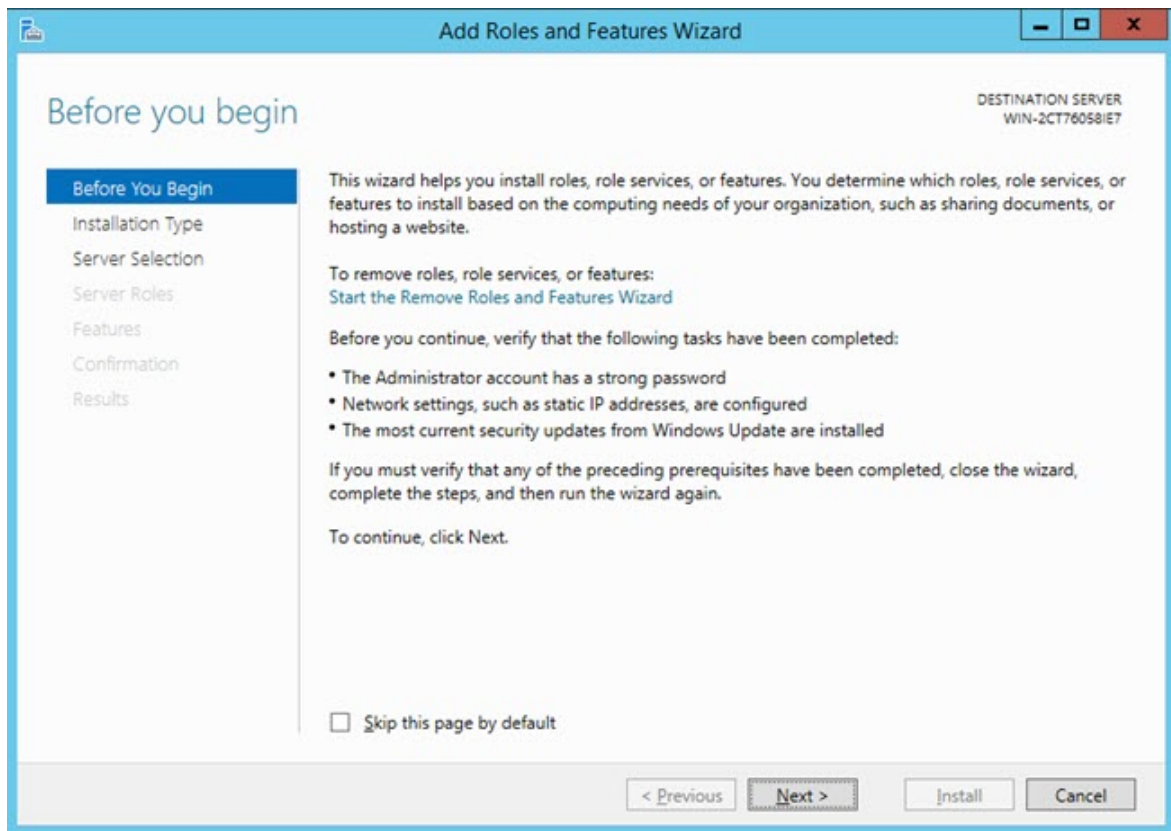 Add Roles and Features Wizard
Before you begin
DESTINATION SERVER
WIN-2CT76058IE7
Before You Begin
Installation Type
Server Selection
Server Roles
Features
Confirmation
Results
This wizard helps you install roles, role services, or features. You determine which roles, role services, or
features to install based on the computing needs of your organization, such as sharing documents, or
hosting a website.
To remove roles, role services, or features:
Start the Remove Roles and Features Wizard
Before you continue, verify that the following tasks have been completed:
• The Administrator account has a strong password
• Network settings, such as static IP addresses, are configured
• The most current security updates from Windows Update are installed
If you must verify that any of the preceding prerequisites have been completed, close the wizard,
complete the steps, and then run the wizard again.
To continue, click Next.
Skip this page by default
< Previous
Next >
Install
Cancel